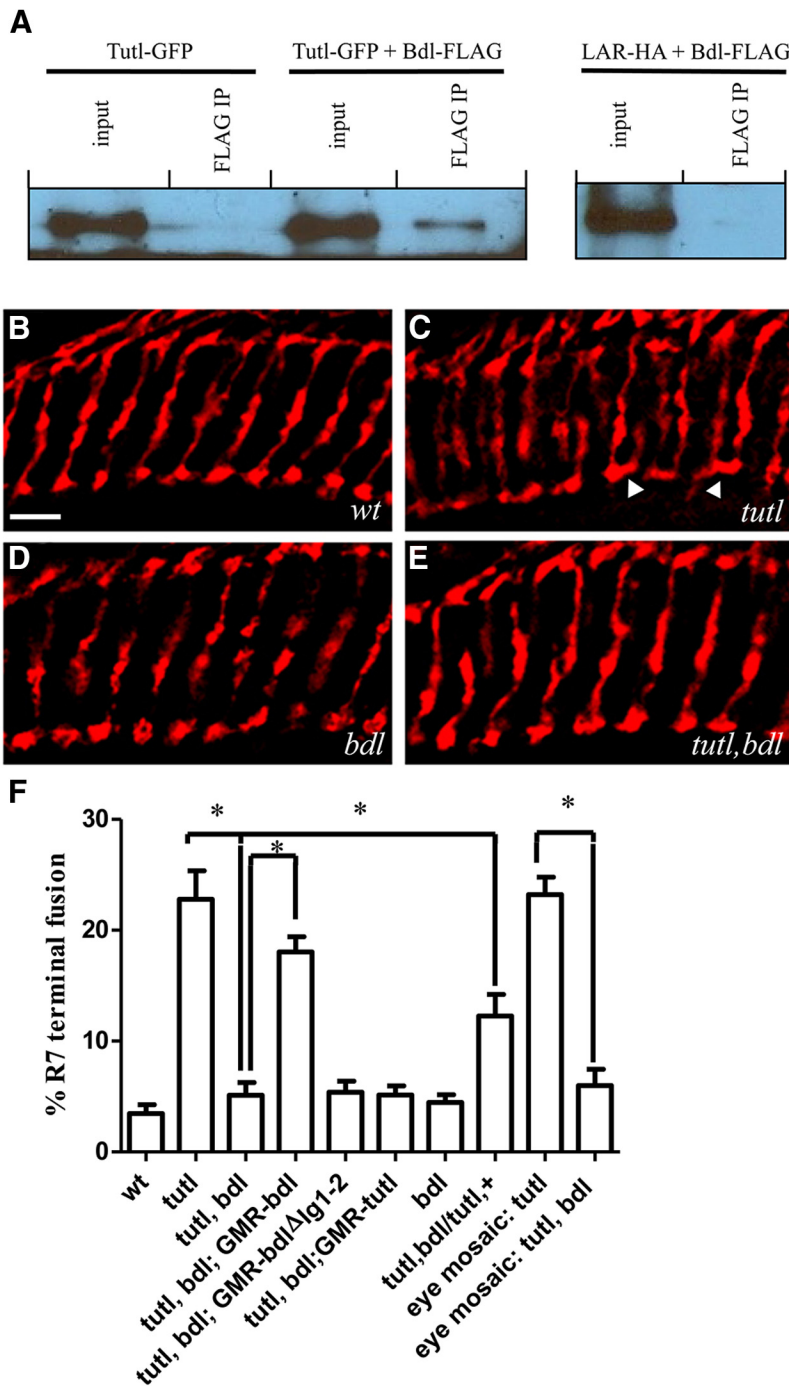 A
Tutl-GFP
Tutl-GFP + Bdl-FLAG
LAR-HA + Bdl-FLAG
input
FLAG IP
input
FLAG IP
input
FLAG IP
B
wt
C
tutl
D
bdl
E
tutl,bdl
F
% R7 terminal fusion
30
20
10
0
*
*
*
*
wt
tutl
tutl, bdl
tutl, bdl; GMR-bdl
tutl, bdl; GMR-bdlΔIg1-2
tutl, bdl;GMR-tutl
bdl
tutl,bdl/tutl,+
eye mosaic: tutl
eye mosaic: tutl, bdl